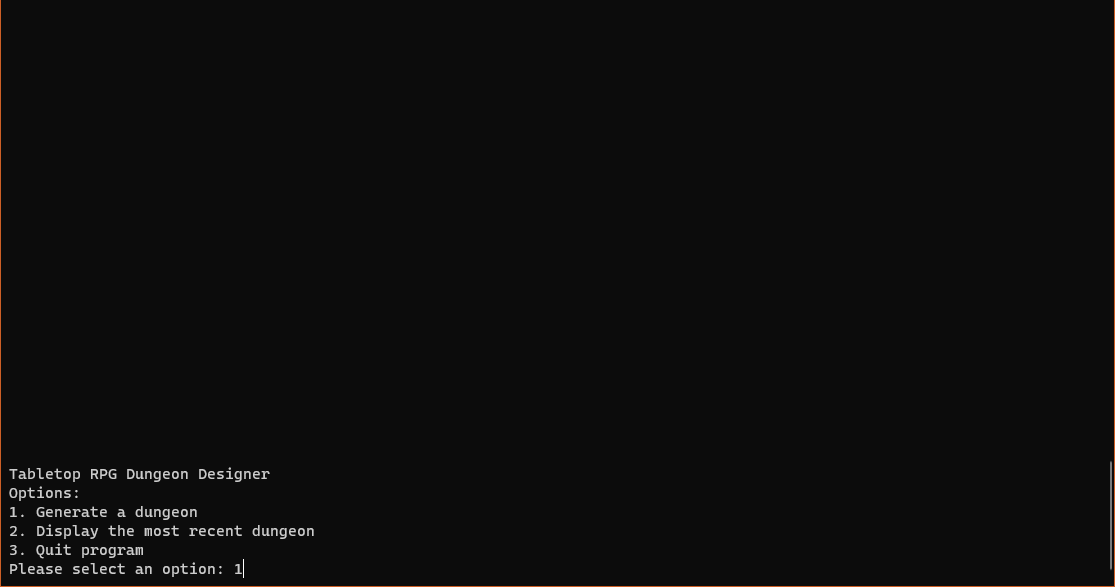 Tabletop RPG Dungeon Designer
Options:
1. Generate a dungeon
2. Display the most recent dungeon
3. Quit program
Please select an option: 1